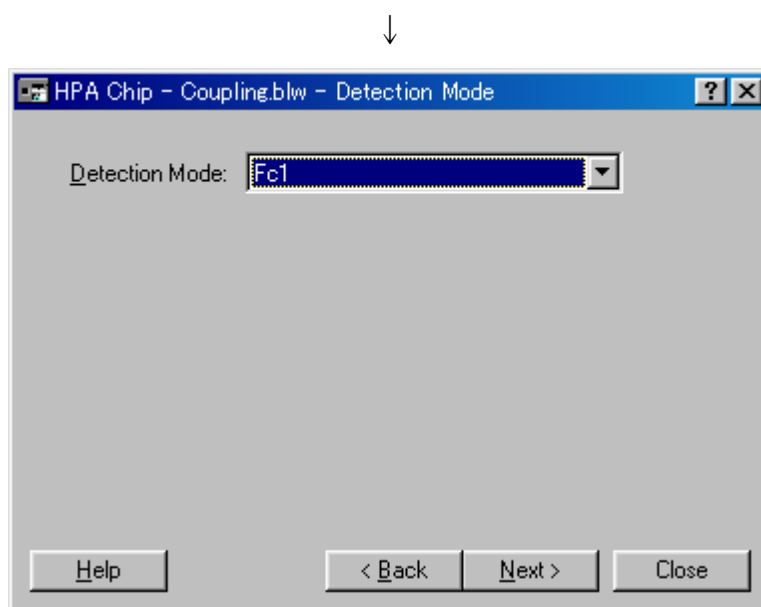 ↓
HPA Chip - Coupling.blw - Detection Mode
Detection Mode: Fc1
Help < Back Next > Close